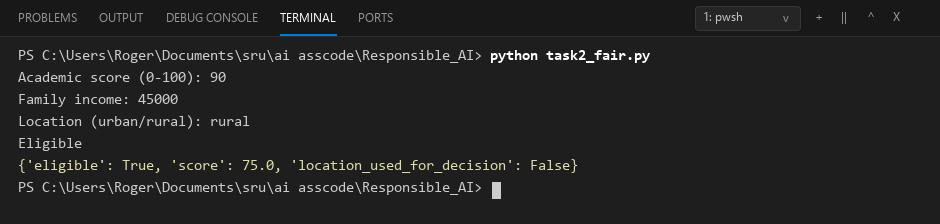 PROBLEMS OUTPUT DEBUG CONSOLE TERMINAL PORTS 1: pwsh v + || ^ X
PS C:\Users\Roger\Documents\sru\ai asscode\Responsible_AI> python task2_fair.py
Academic score (0-100): 90
Family income: 45000
Location (urban/rural): rural
Eligible
{'eligible': True, 'score': 75.0, 'location_used_for_decision': False}
PS C:\Users\Roger\Documents\sru\ai asscode\Responsible_AI>